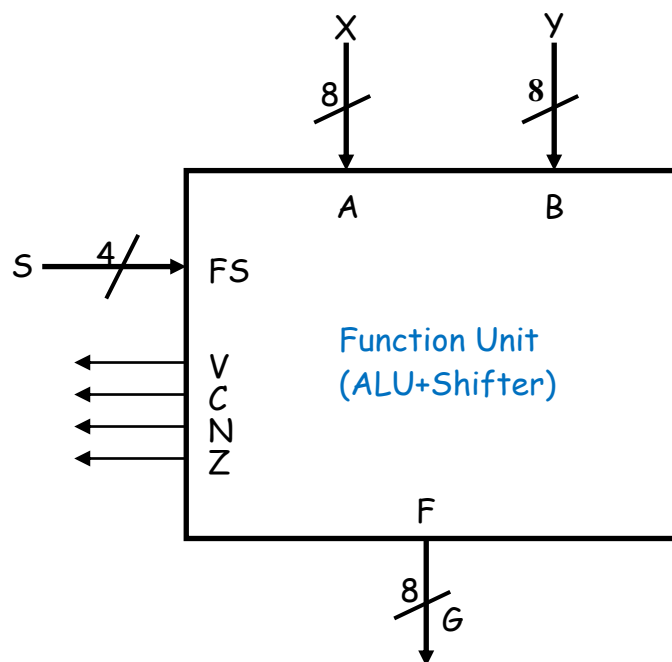 X Y
8 8
A B
S 4 FS
Function Unit
(ALU+Shifter)
V
C
N
Z
F
8 G